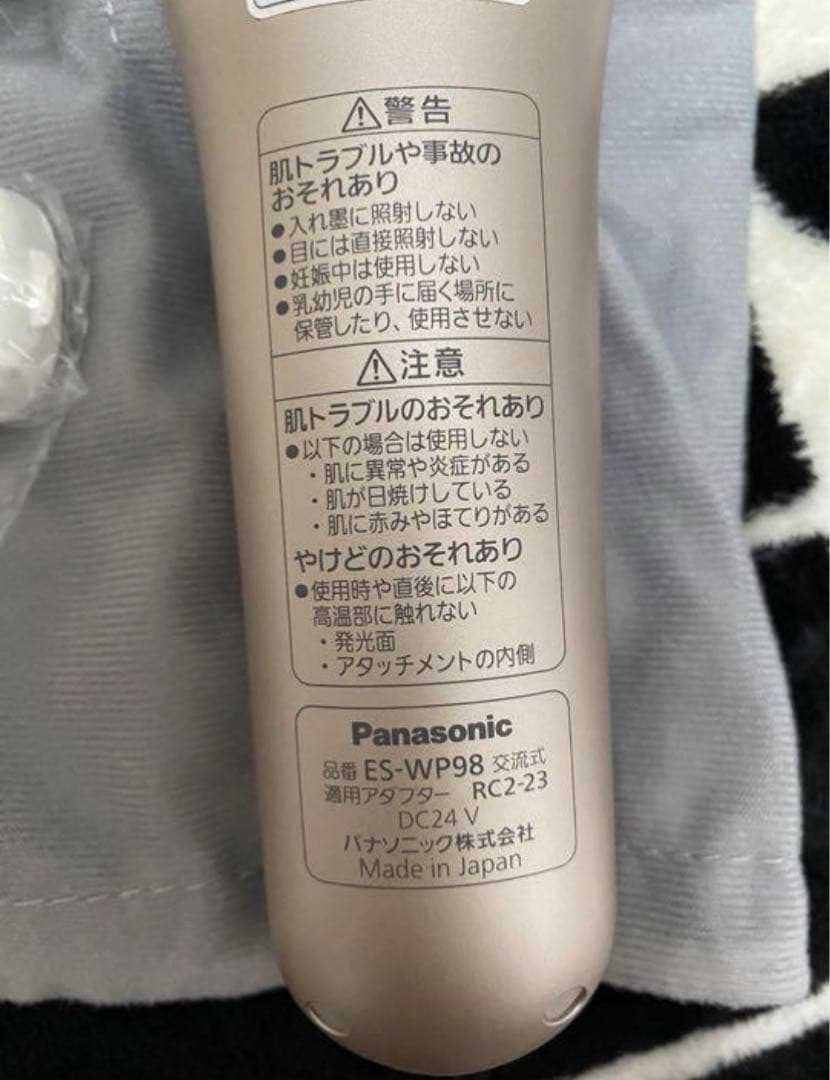 ⚠警告
肌トラブルや事故の
おそれあり
●入れ墨に照射しない
●目には直接照射しない
●妊娠中は使用しない
●乳幼児の手に届く場所に
保管したり、使用させない
⚠注意
肌トラブルのおそれあり
●以下の場合は使用しない
・肌に異常や炎症がある
・肌が日焼けしている
・肌に赤みやほてりがある
やけどのおそれあり
●使用時や直後に以下の
高温部に触れない
・発光面
・アタッチメントの内側
Panasonic
品番 ES-WP98 交流式
適用アダプター RC2-23
DC24 V
パナソニック株式会社
Made in Japan